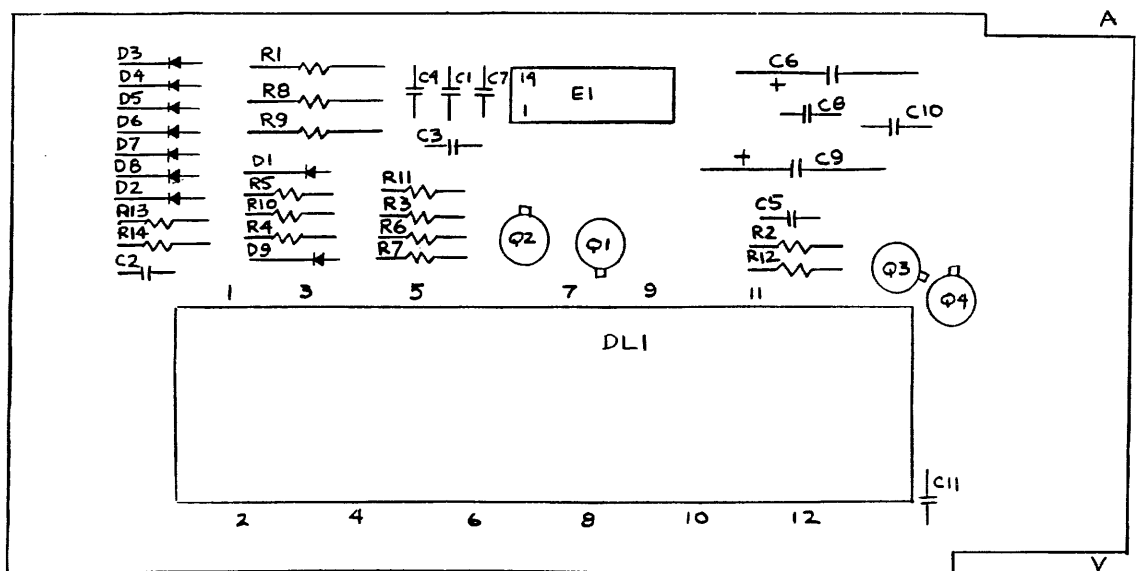 A
D3
R1
C6
D4
C4 C1 C7
14
E1
+
D5
R8
1
C8
C10
D6
R9
C3
D7
+
C9
D8
D1
D2
R5
R11
R13
R10
R3
C5
R14
R4
R6
Q2
Q1
R2
C2
D9
R7
R12
Q3
Q4
1 3 5 7 9 11
DL1
C11
2 4 6 8 10 12
V